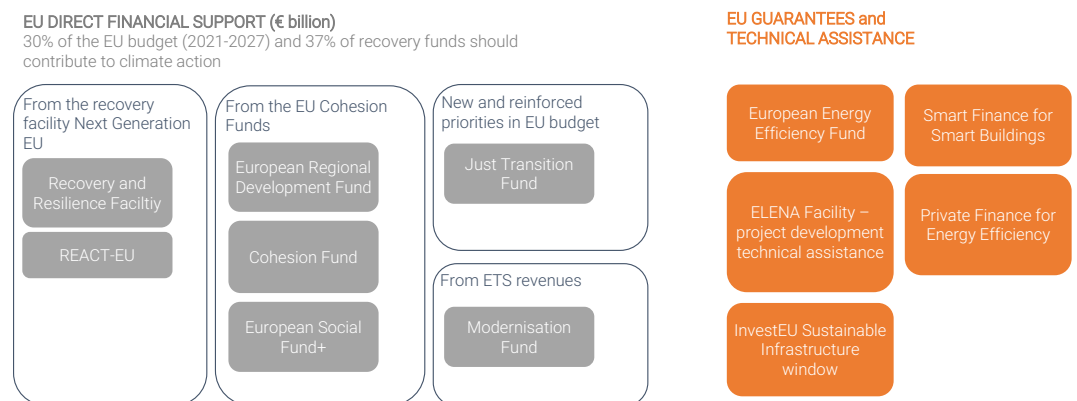 EU DIRECT FINANCIAL SUPPORT (€ billion)
30% of the EU budget (2021-2027) and 37% of recovery funds should
contribute to climate action
From the recovery
facility Next Generation
EU
Recovery and
Resilience Faciltiy
REACT-EU
From the EU Cohesion
Funds
European Regional
Development Fund
Cohesion Fund
European Social
Fund+
New and reinforced
priorities in EU budget
Just Transition
Fund
From ETS revenues
Modernisation
Fund
EU GUARANTEES and
TECHNICAL ASSISTANCE
European Energy
Efficiency Fund
Smart Finance for
Smart Buildings
ELENA Facility –
project development
technical assistance
Private Finance for
Energy Efficiency
InvestEU Sustainable
Infrastructure
window